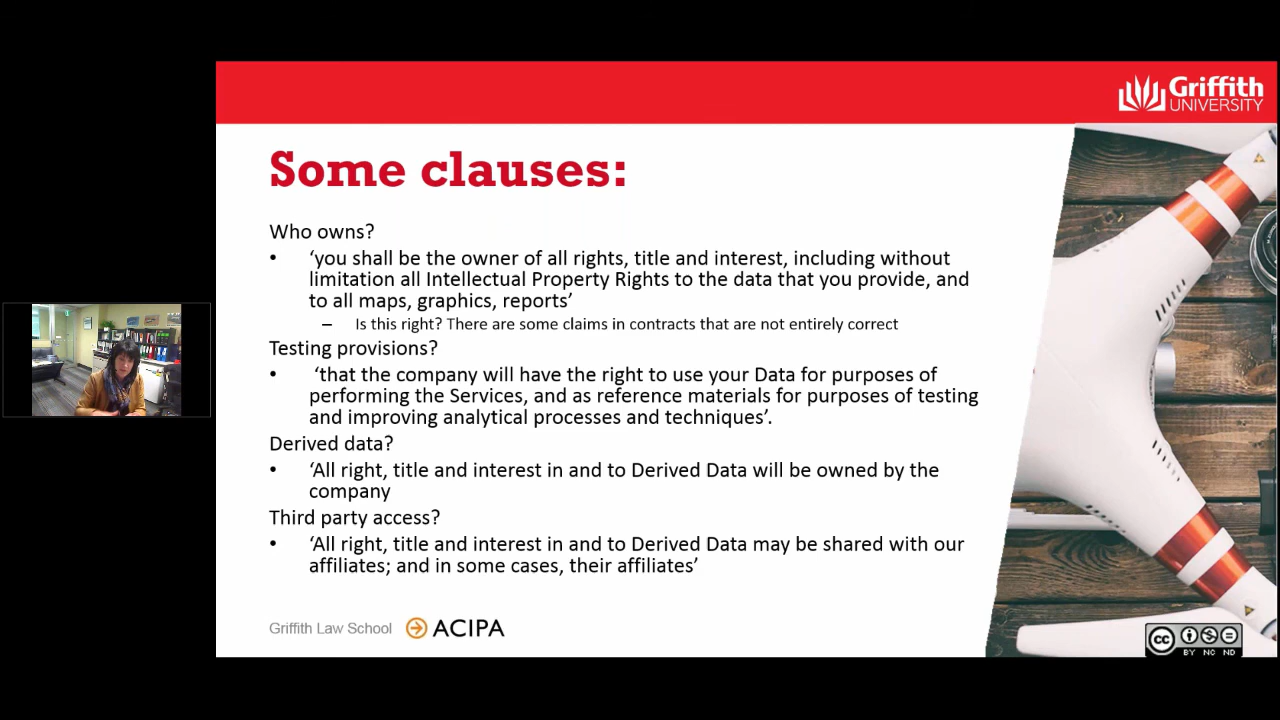 Griffith
UNIVERSITY
Some clauses:
Who owns?
• ‘you shall be the owner of all rights, title and interest, including without
limitation all Intellectual Property Rights to the data that you provide, and
to all maps, graphics, reports’
– Is this right? There are some claims in contracts that are not entirely correct
Testing provisions?
• ‘that the company will have the right to use your Data for purposes of
performing the Services, and as reference materials for purposes of testing
and improving analytical processes and techniques’.
Derived data?
• ‘All right, title and interest in and to Derived Data will be owned by the
company
Third party access?
• ‘All right, title and interest in and to Derived Data may be shared with our
affiliates; and in some cases, their affiliates’
Griffith Law School ACIPA
cc
BY NC ND